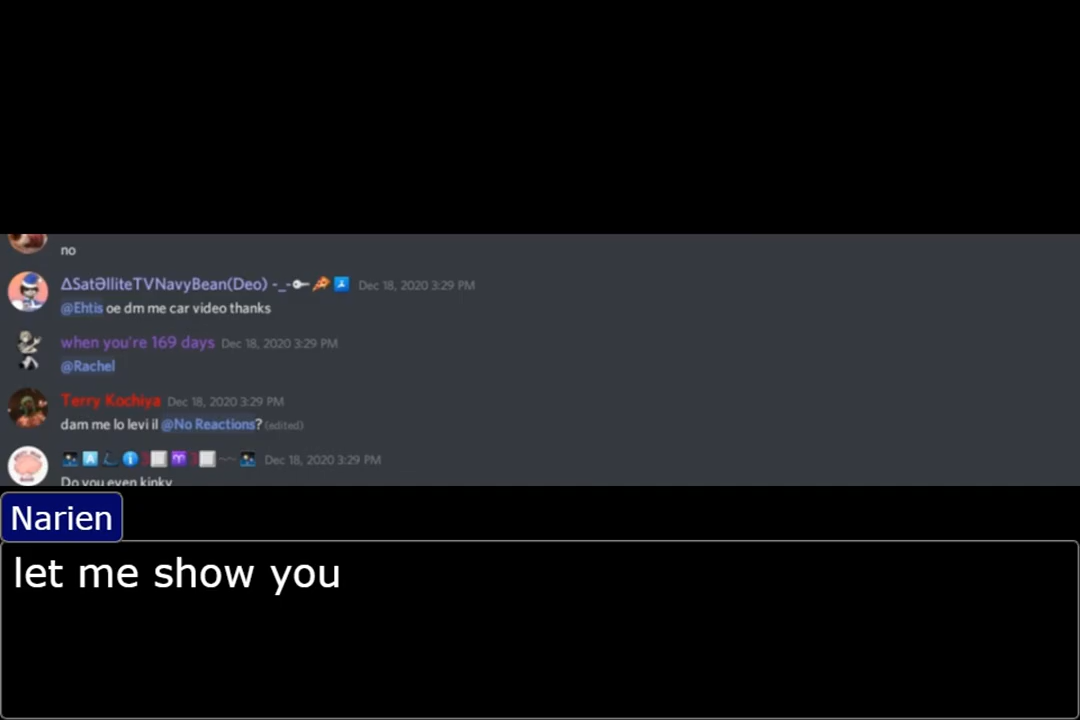 no
ΔSatƏlliteTVNavyBean(Deo) -_- Dec 18, 2020 3:29 PM
@Ehtis oe dm me car video thanks
when you're 169 days Dec 18, 2020 3:29 PM
@Rachel
Terry Kochiya Dec 18, 2020 3:29 PM
dam me lo levi il @No Reactions? (edited)
Dec 18, 2020 3:29 PM
Do you even kinky
Narien
let me show you